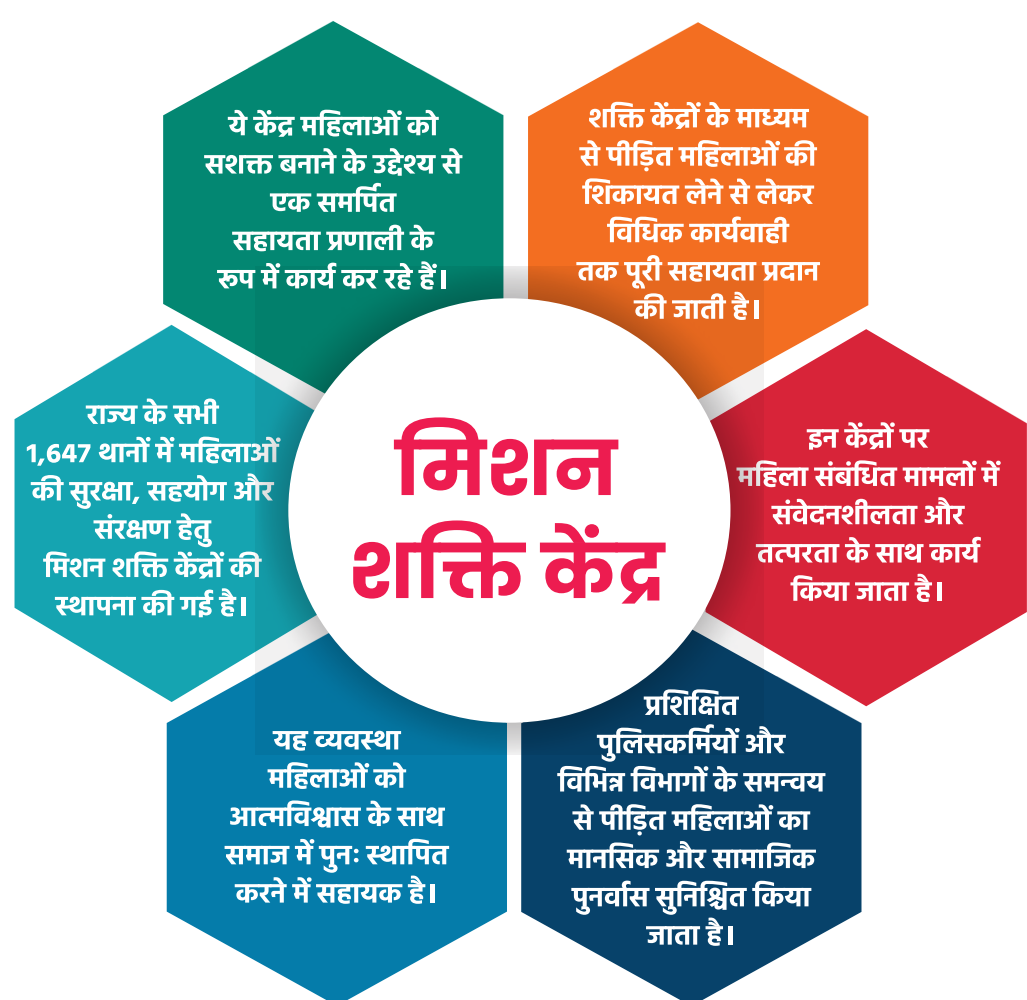 ये केंद्र महिलाओं को
सशक्त बनाने के उद्देश्य से
एक समर्पित
सहायता प्रणाली के
रूप में कार्य कर रहे हैं।
शक्ति केंद्रों के माध्यम
से पीड़ित महिलाओं की
शिकायत लेने से लेकर
विधिक कार्यवाही
तक पूरी सहायता प्रदान
की जाती है।
राज्य के सभी
1,647 थानों में महिलाओं
की सुरक्षा, सहयोग और
संरक्षण हेतु
मिशन शक्ति केंद्रों की
स्थापना की गई है।
मिशन
शक्ति केंद्र
इन केंद्रों पर
महिला संबंधित मामलों में
संवेदनशीलता और
तत्परता के साथ कार्य
किया जाता है।
यह व्यवस्था
महिलाओं को
आत्मविश्वास के साथ
समाज में पुनः स्थापित
करने में सहायक है।
प्रशिक्षित
पुलिसकर्मियों और
विभिन्न विभागों के समन्वय
से पीड़ित महिलाओं का
मानसिक और सामाजिक
पुनर्वास सुनिश्चित किया
जाता है।